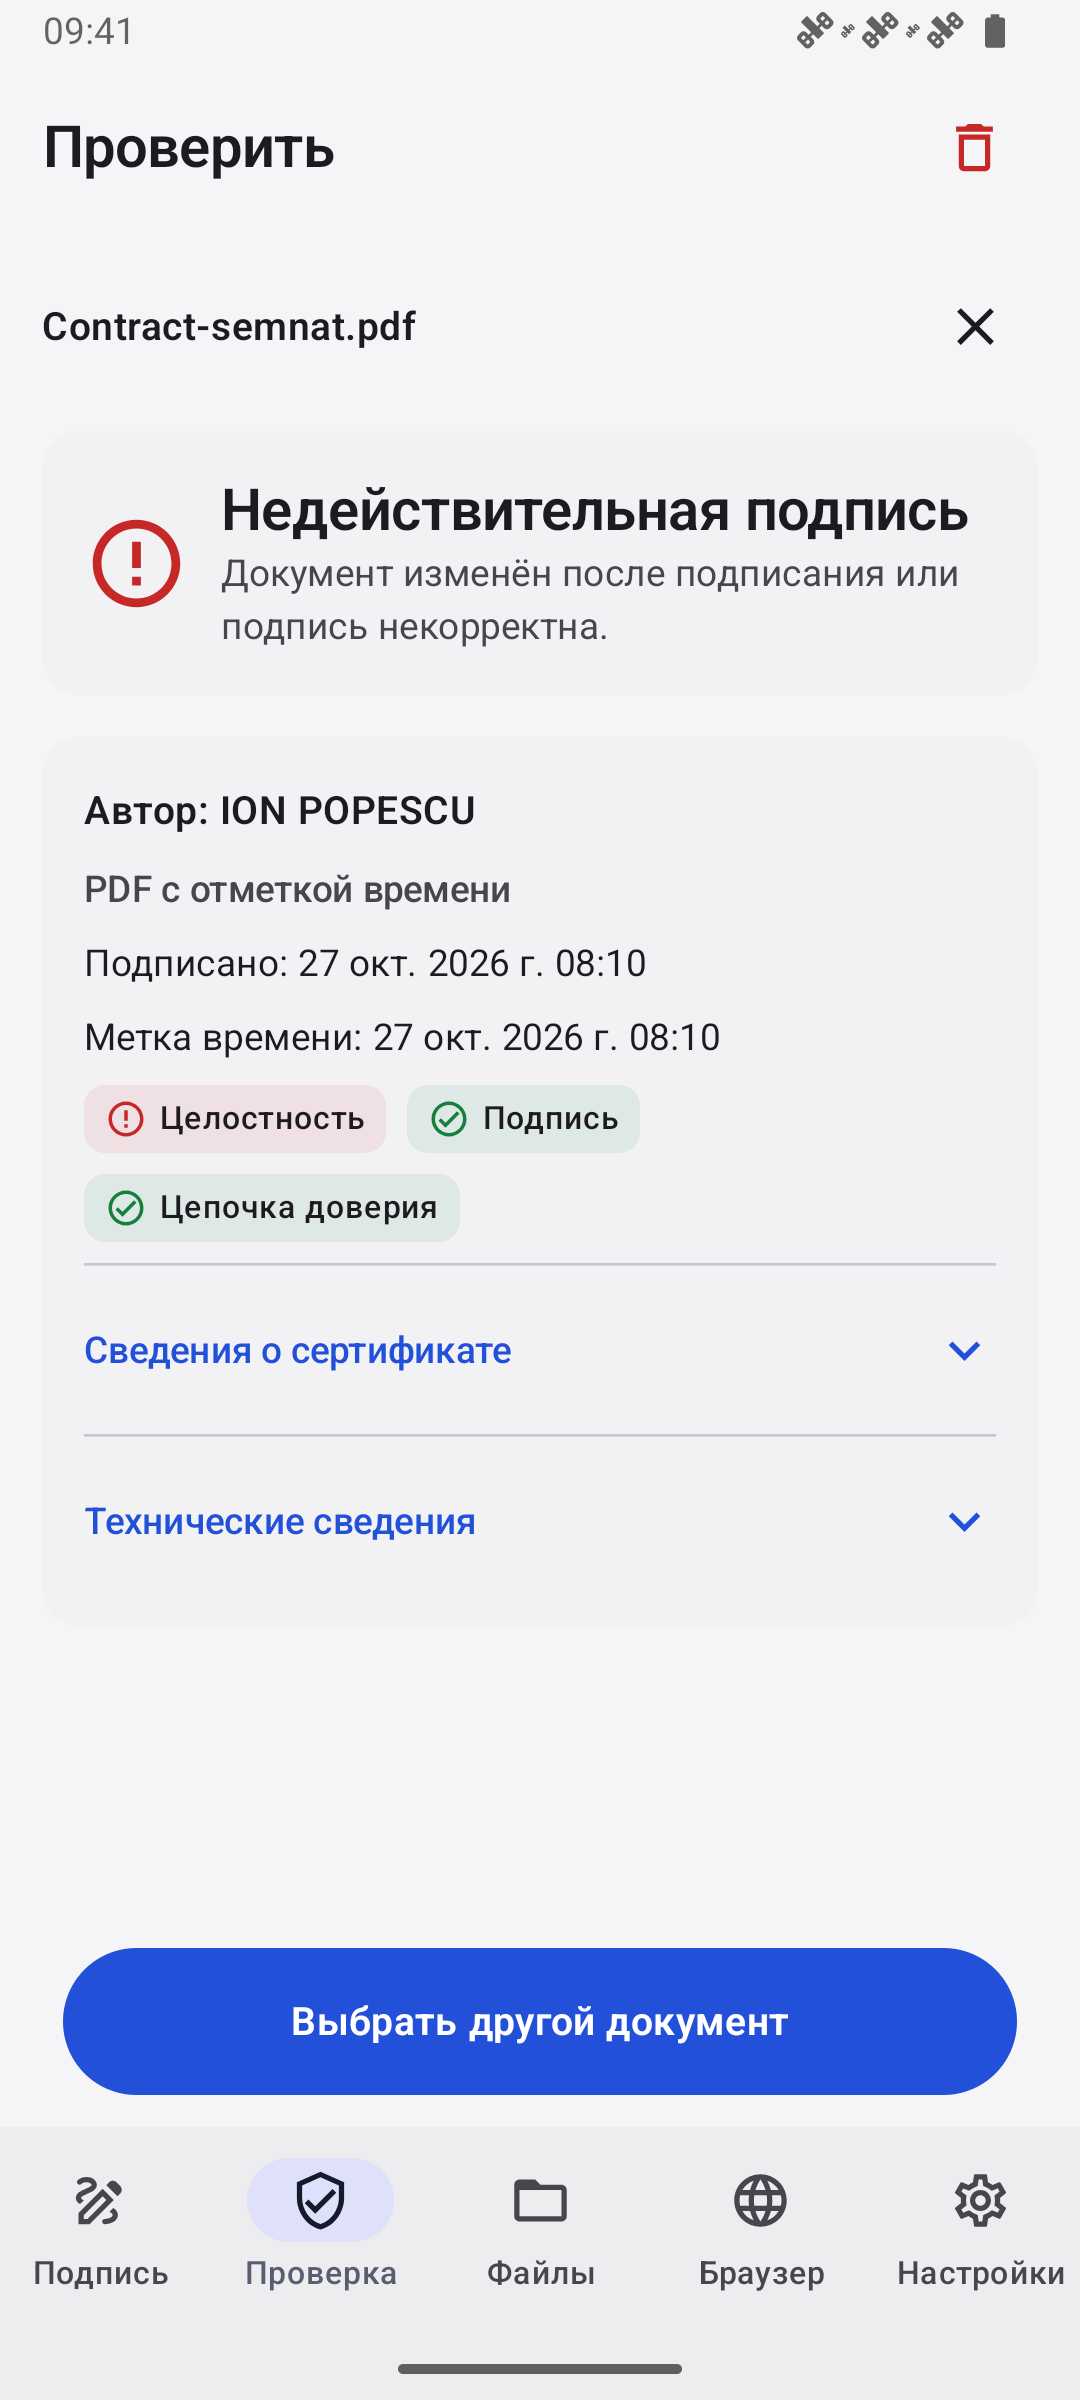 09:41
Проверить
Contract-semnat.pdf
Недействительная подпись
Документ изменён после подписания или
подпись некорректна.
Автор: ION POPESCU
PDF с отметкой времени
Подписано: 27 окт. 2026 г. 08:10
Метка времени: 27 окт. 2026 г. 08:10
Целостность
Подпись
Цепочка доверия
Сведения о сертификате
Технические сведения
Выбрать другой документ
Подпись
Проверка
Файлы
Браузер
Настройки